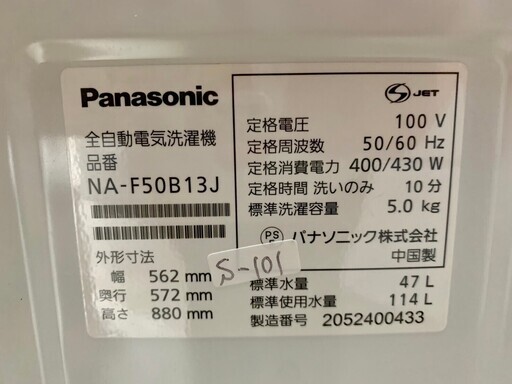 Panasonic
全自動電気洗濯機
品番
NA-F50B13J
外形寸法
幅 562 mm
奥行 572 mm
高さ 880 mm
S-101
S JET
定格電圧 100 V
定格周波数 50/60 Hz
定格消費電力 400/430 W
定格時間 洗いのみ 10 分
標準洗濯容量 5.0 kg
PS E パナソニック株式会社
中国製
標準水量 47 L
標準使用水量 114 L
製造番号 2052400433